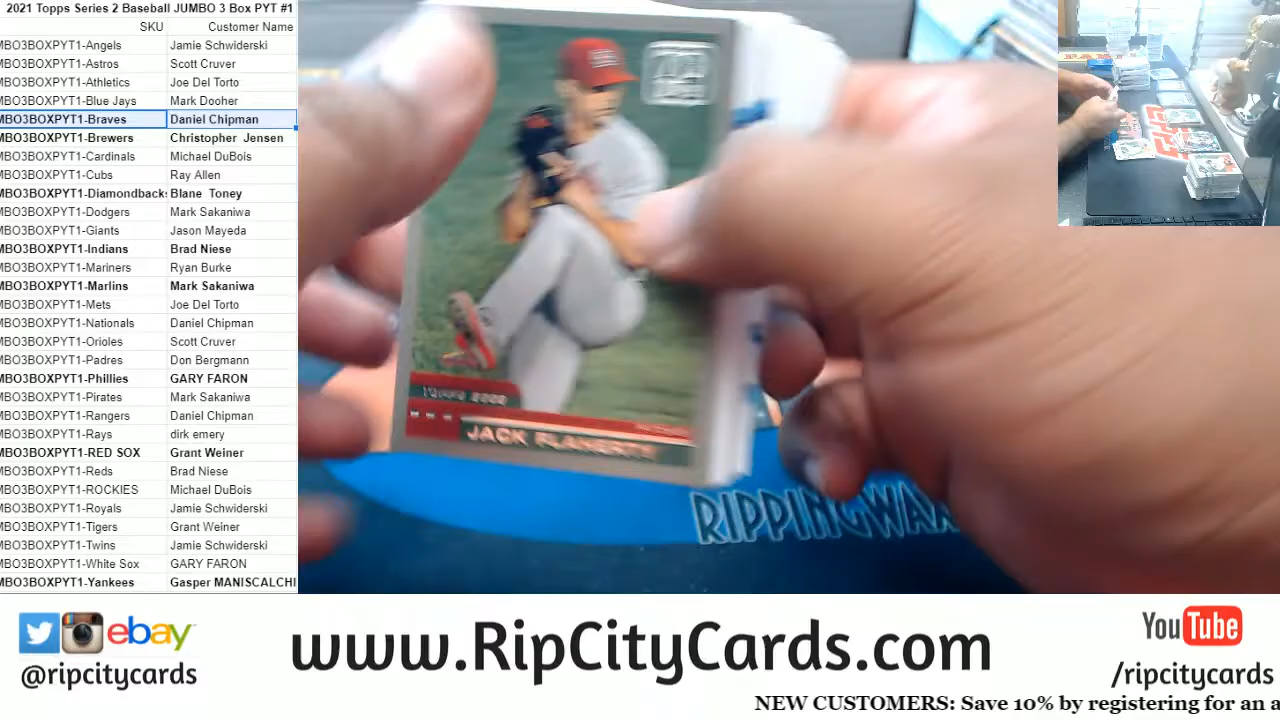 2021 Topps Series 2 Baseball JUMBO 3 Box PYT #1
SKU Customer Name
MBO3BOXPYT1-Angels Jamie Schwiderski
MBO3BOXPYT1-Astros Scott Cruver
MBO3BOXPYT1-Athletics Joe Del Torto
MBO3BOXPYT1-Blue Jays Mark Dooher
MBO3BOXPYT1-Braves Daniel Chipman
MBO3BOXPYT1-Brewers Christopher Jensen
MBO3BOXPYT1-Cardinals Michael DuBois
MBO3BOXPYT1-Cubs Ray Allen
MBO3BOXPYT1-Diamondbacks Blane Toney
MBO3BOXPYT1-Dodgers Mark Sakaniwa
MBO3BOXPYT1-Giants Jason Mayeda
MBO3BOXPYT1-Indians Brad Niese
MBO3BOXPYT1-Mariners Ryan Burke
MBO3BOXPYT1-Marlins Mark Sakaniwa
MBO3BOXPYT1-Mets Joe Del Torto
MBO3BOXPYT1-Nationals Daniel Chipman
MBO3BOXPYT1-Orioles Scott Cruver
MBO3BOXPYT1-Padres Don Bergmann
MBO3BOXPYT1-Phillies GARY FARON
MBO3BOXPYT1-Pirates Mark Sakaniwa
MBO3BOXPYT1-Rangers Daniel Chipman
MBO3BOXPYT1-Rays dirk emery
MBO3BOXPYT1-RED SOX Grant Weiner
MBO3BOXPYT1-Reds Brad Niese
MBO3BOXPYT1-ROCKIES Michael DuBois
MBO3BOXPYT1-Royals Jamie Schwiderski
MBO3BOXPYT1-Tigers Grant Weiner
MBO3BOXPYT1-Twins Jamie Schwiderski
MBO3BOXPYT1-White Sox GARY FARON
MBO3BOXPYT1-Yankees Gasper MANISCALCHI
JACK FLAHERTY
RIPPINGWAX
ebay
@ripcitycards
www.RipCityCards.com
YouTube
/ripcitycards
NEW CUSTOMERS: Save 10% by registering for an a